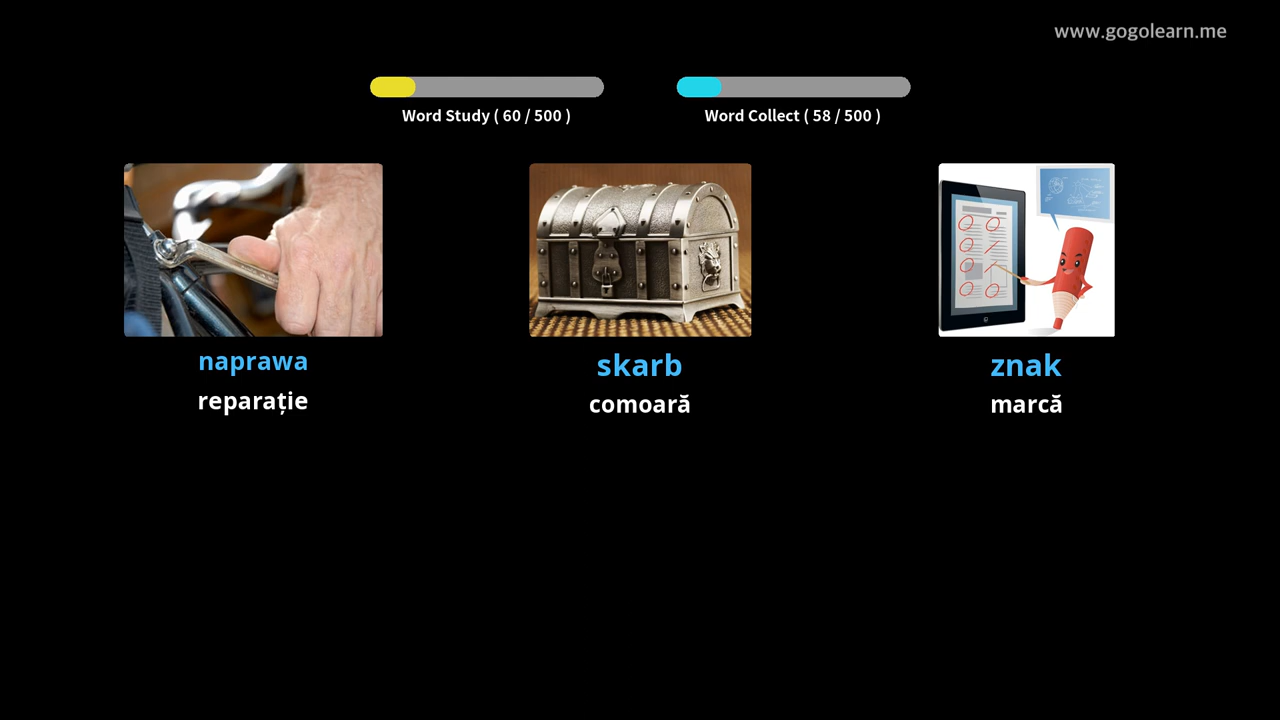 www.gogolearn.me
Word Study ( 60 / 500 )
Word Collect ( 58 / 500 )
naprawa
reparație
skarb
comoară
znak
marcă